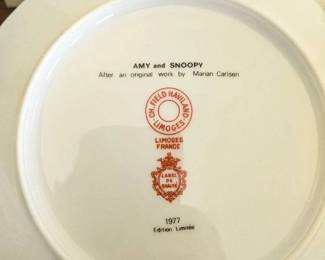 AMY and SNOOPY
After an original work by Marian Carlsen
CH. FIELD HAVILAND
LIMOGES
LIMOGES
FRANCE
LABEL
DE
QUALITE
1977
Edition Limitée